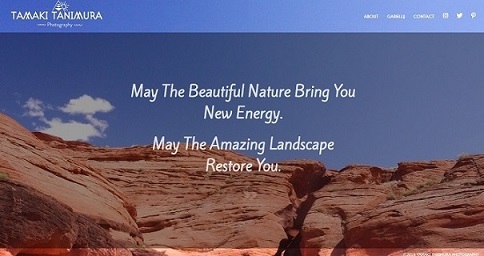 TAMAKI TANIMURA
Photography
ABOUT GARELLJ CONTACT
May The Beautiful Nature Bring You
New Energy.
May The Amazing Landscape
Restore You.